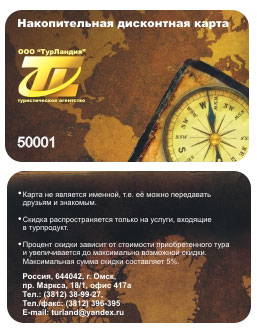 Накопительная дисконтная карта
ООО "ТурЛандия"
TL
туристическое агентство
50001
• Карта не является именной, т.е. её можно передавать
друзьям и знакомым.
• Скидка распространяется только на услуги, входящие
в турпродукт.
• Процент скидки зависит от стоимости приобретенного тура
и увеличивается до максимально возможной скидки.
Максимальная сумма скидки составляет 5%.
Россия, 644042, г. Омск,
пр. Маркса, 18/1, офис 417а
Тел.: (3812) 38-99-27,
Тел./факс: (3812) 396-395
E-mail: turland@yandex.ru